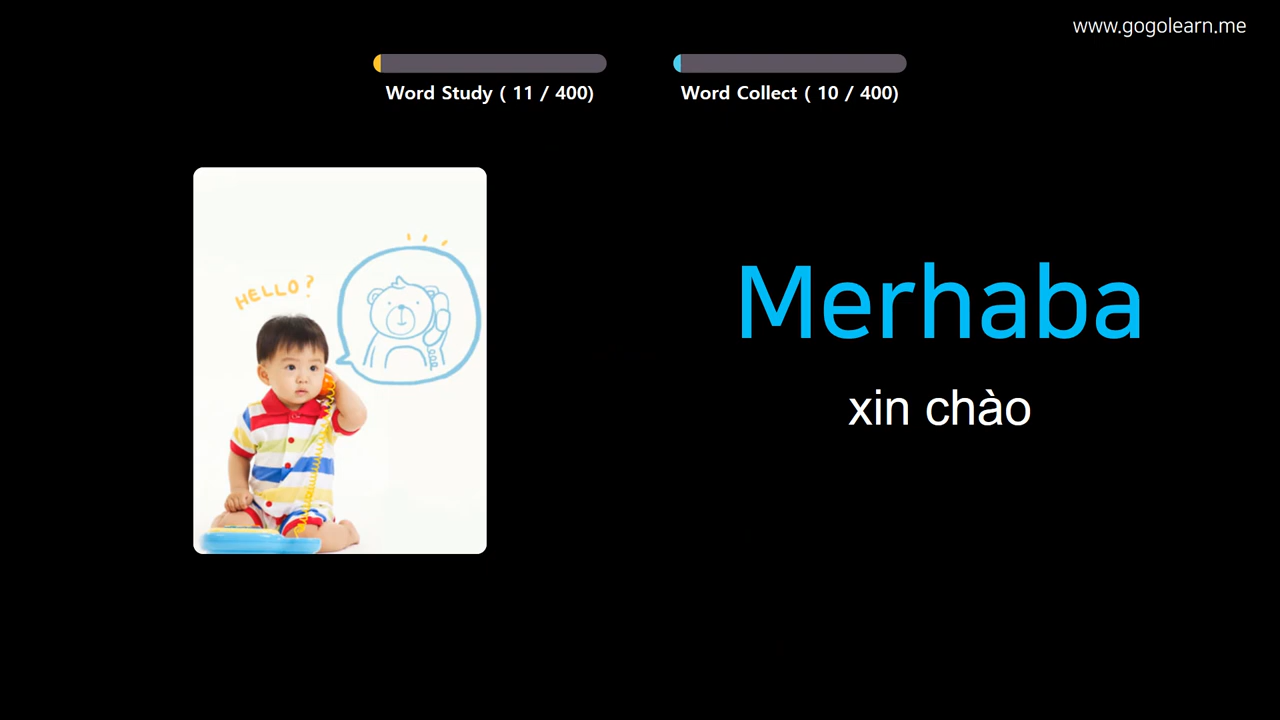 www.gogolearn.me
Word Study ( 11 / 400)
Word Collect ( 10 / 400)
HELLO?
Merhaba
xin chào